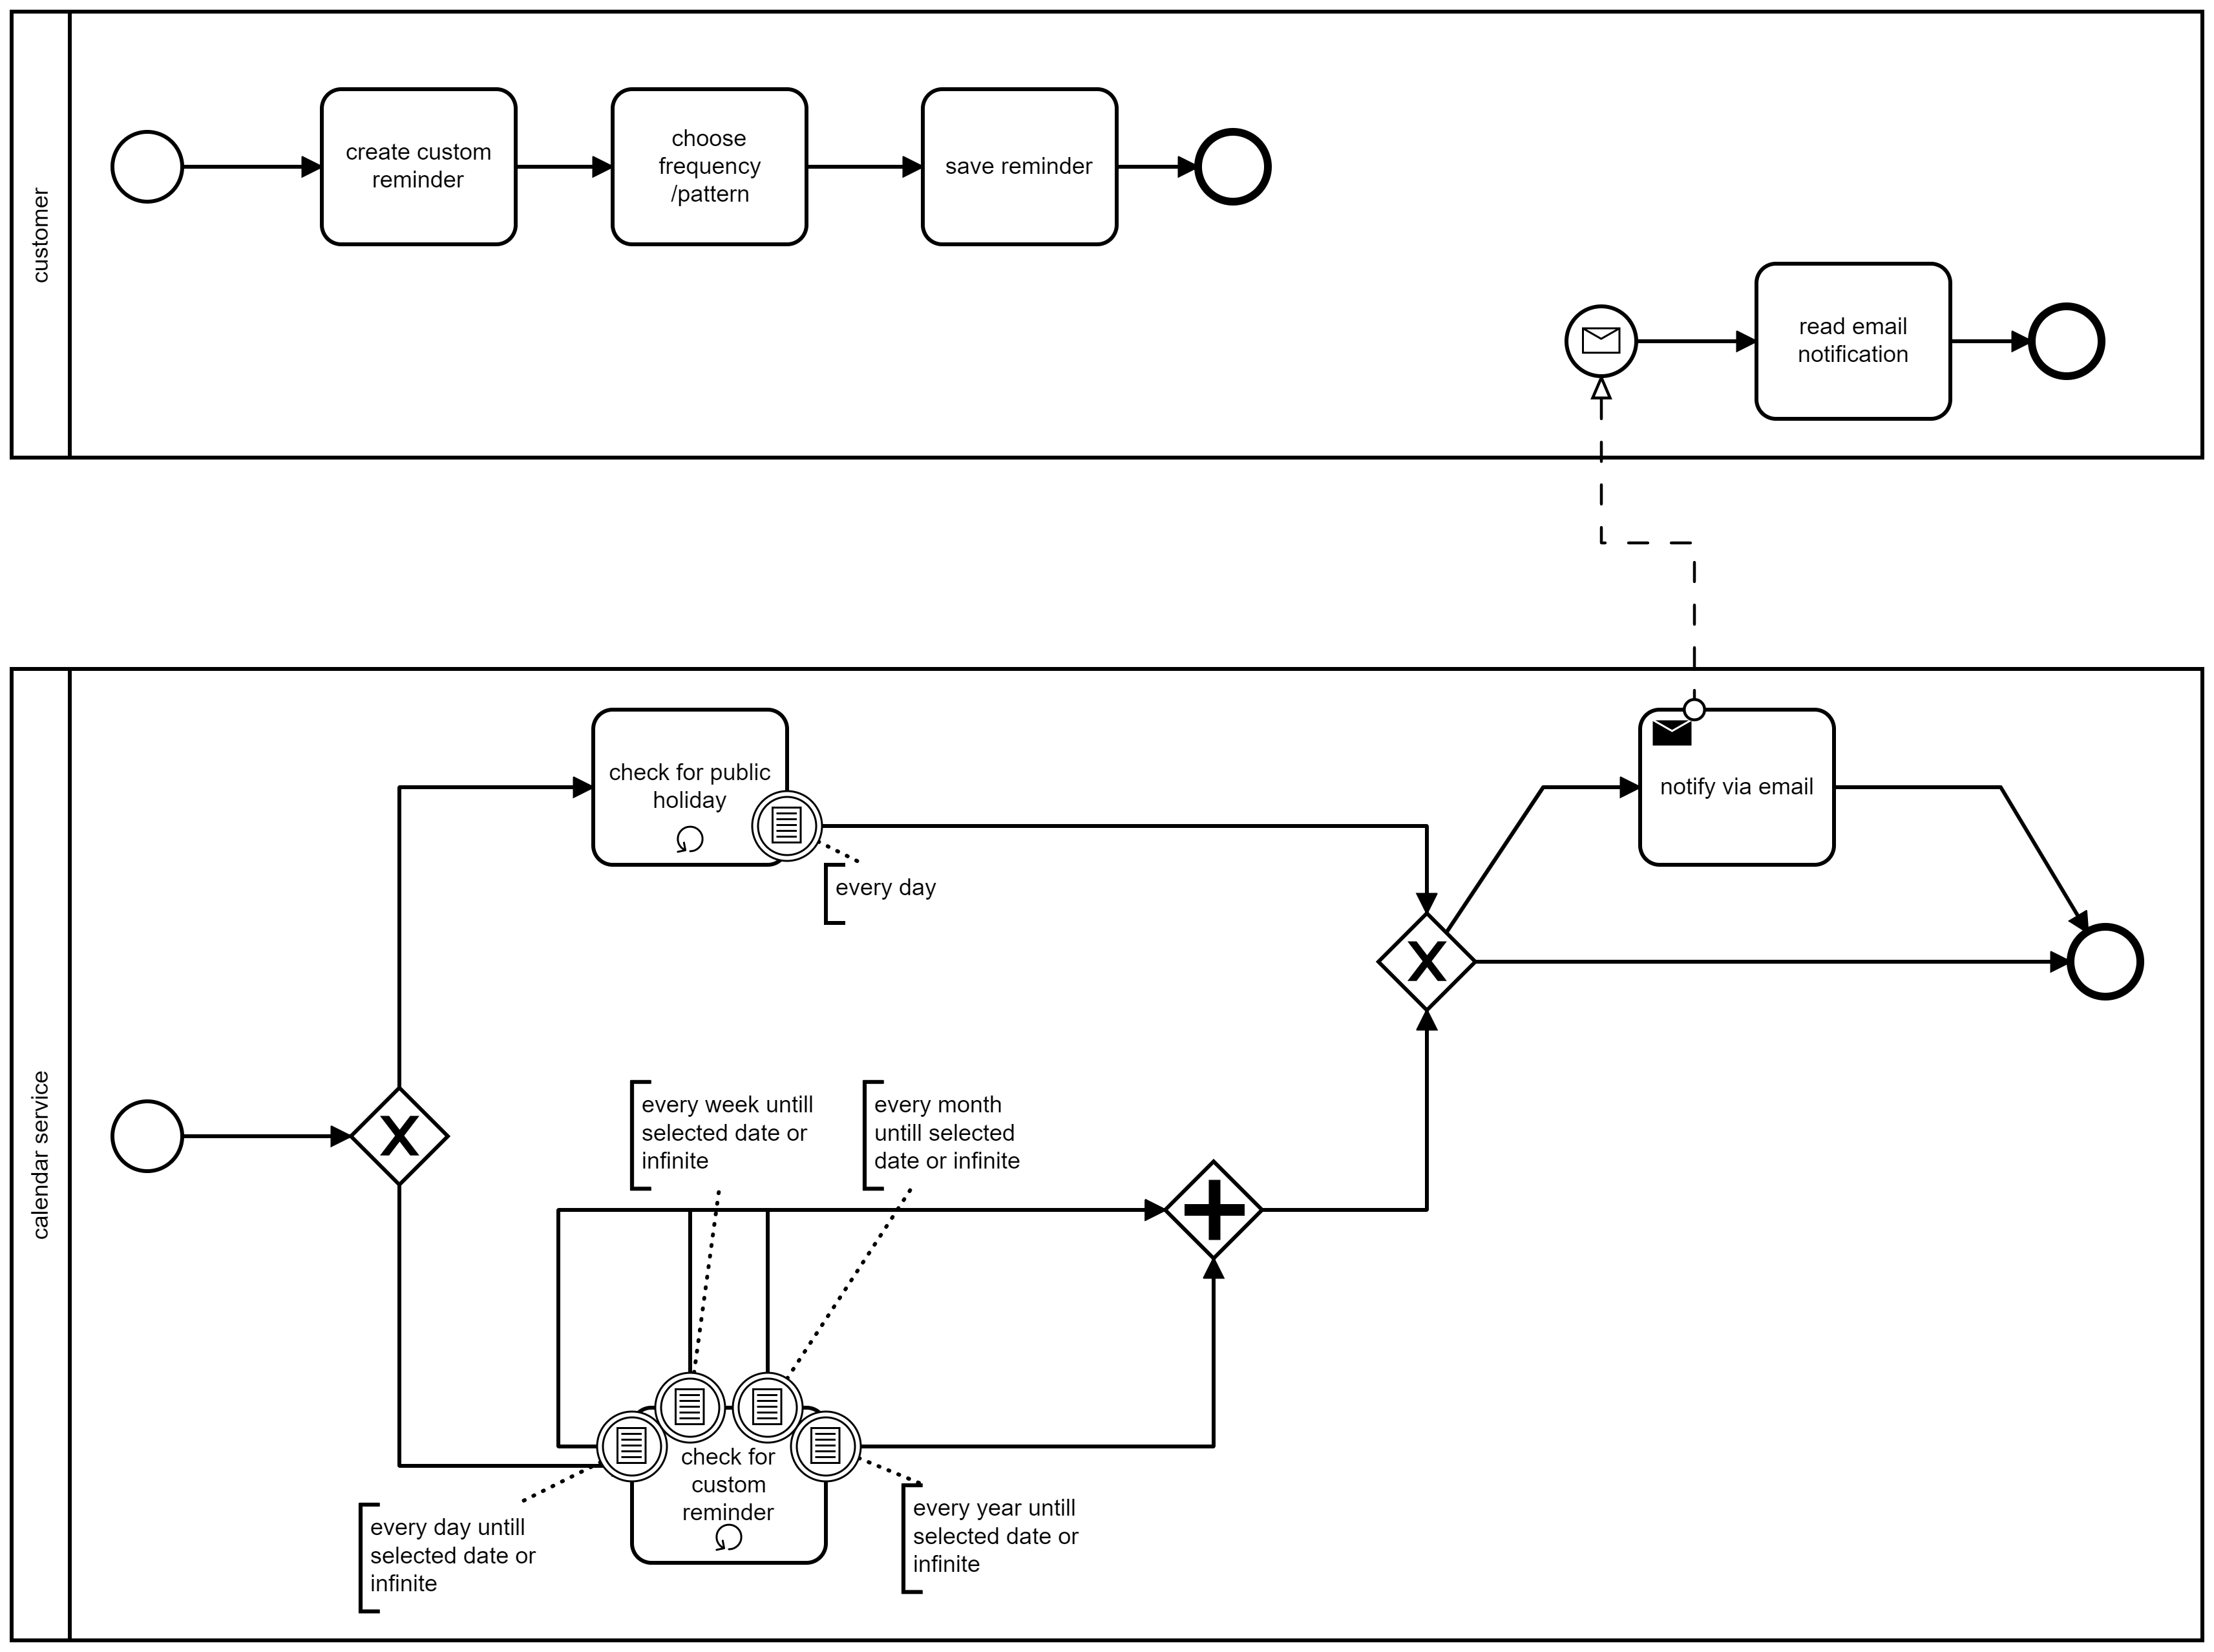 customer
create custom
reminder
choose
frequency
/pattern
save reminder
read email
notification
calendar service
check for public
holiday
every day
notify via email
every week untill
selected date or
infinite
every month
untill selected
date or infinite
check for
custom
reminder
every day untill
selected date or
infinite
every year untill
selected date or
infinite